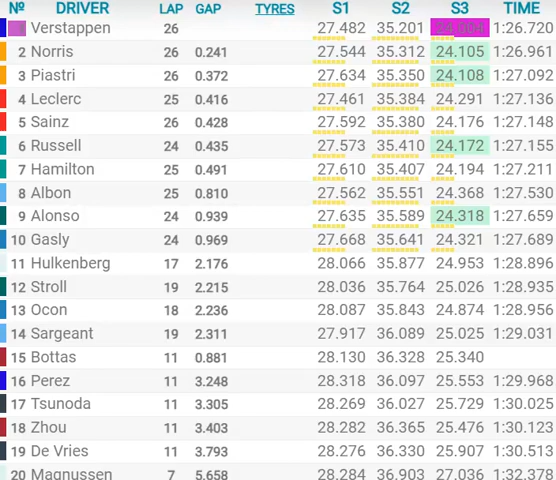 Nº DRIVER LAP GAP TYRES S1 S2 S3 TIME
Verstappen 26 27.482 35.201 1:26.720
2 Norris 26 0.241 27.544 35.312 24.105 1:26.961
3 Piastri 26 0.372 27.634 35.350 24.108 1:27.092
4 Leclerc 25 0.416 27.461 35.384 24.291 1:27.136
5 Sainz 26 0.428 27.592 35.380 24.176 1:27.148
6 Russell 24 0.435 27.573 35.410 24.172 1:27.155
7 Hamilton 25 0.491 27.610 35.407 24.194 1:27.211
8 Albon 25 0.810 27.562 35.551 24.368 1:27.530
9 Alonso 24 0.939 27.635 35.589 24.318 1:27.659
10 Gasly 24 0.969 27.668 35.641 24.321 1:27.689
11 Hulkenberg 17 2.176 28.066 35.877 24.953 1:28.896
12 Stroll 19 2.215 28.036 35.764 25.026 1:28.935
13 Ocon 18 2.236 28.087 35.843 24.874 1:28.956
14 Sargeant 19 2.311 27.917 36.089 25.025 1:29.031
15 Bottas 11 0.881 28.130 36.328 25.340
16 Perez 11 3.248 28.318 36.097 25.553 1:29.968
17 Tsunoda 11 3.305 28.269 36.027 25.729 1:30.025
18 Zhou 11 3.403 28.282 36.365 25.476 1:30.123
19 De Vries 11 3.793 28.276 36.330 25.907 1:30.513
20 Magnussen 7 5.658 28.284 36.903 27.036 1:32.378